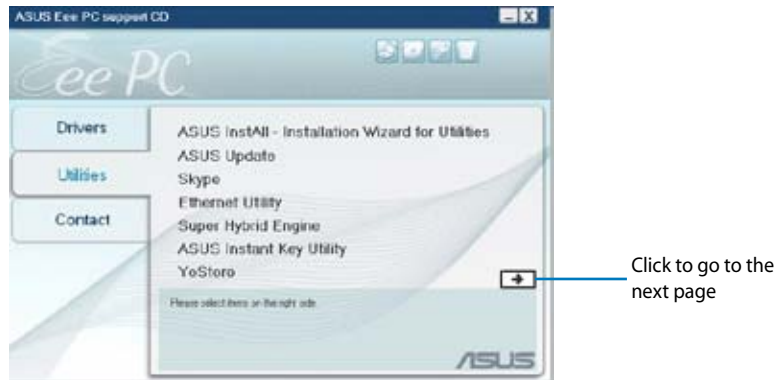 ASUS Eee PC support CD
Eee PC
Drivers
Utilities
Contact
ASUS InstAll - Installation Wizard for Utilities
ASUS Update
Skype
Ethernet Utility
Super Hybrid Engine
ASUS Instant Key Utility
YoStore
Please select items on the right side
ASUS
Click to go to the
next page